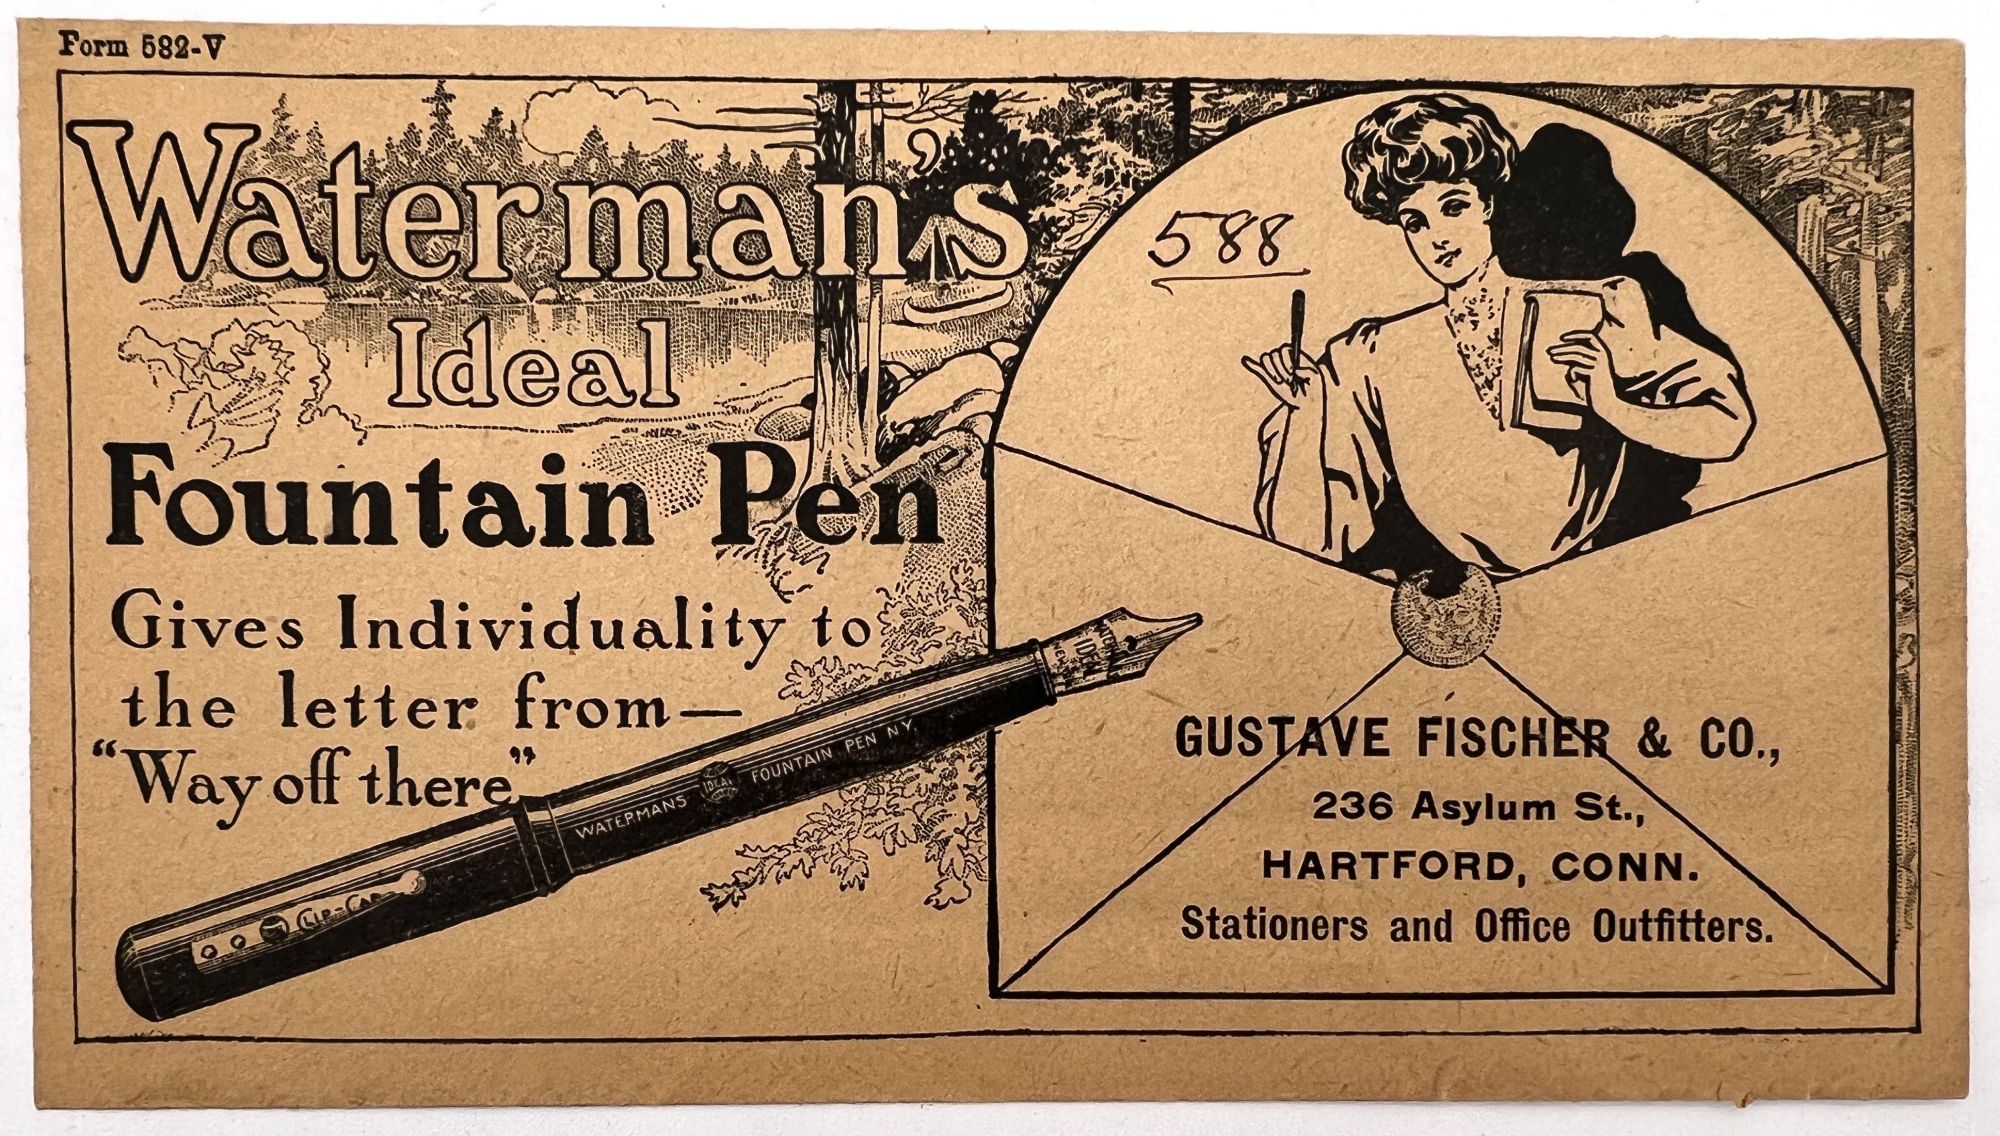 Form 582-V
Waterman's
Ideal
Fountain Pen
Gives Individuality to
the letter from—
"Way off there"
CLIP-CAP
WATERMANS IDEAL FOUNTAIN PEN N.Y.
IDEAL
588
GUSTAVE FISCHER & CO.,
236 Asylum St.,
HARTFORD, CONN.
Stationers and Office Outfitters.